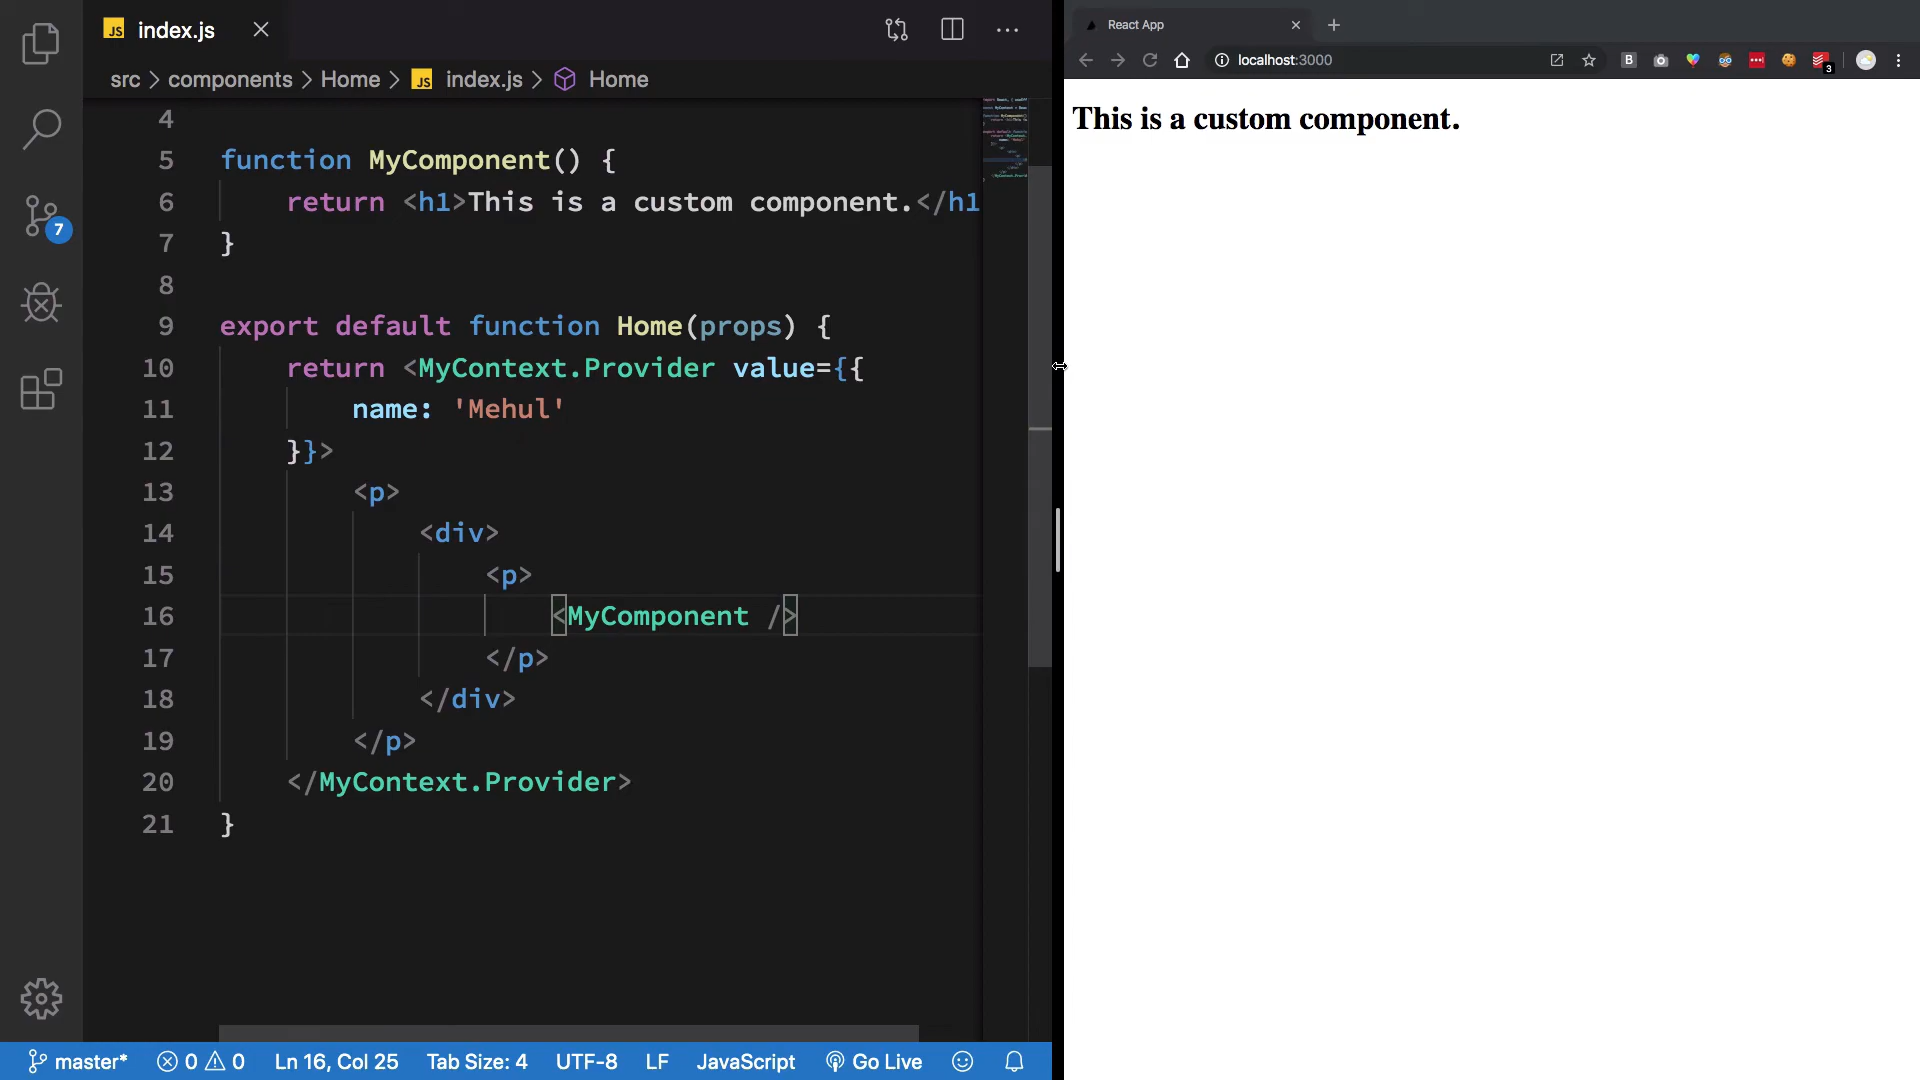 JS index.js
src > components > Home > JS index.js > Home
4
5 function MyComponent() {
6 return <h1>This is a custom component.</h1
7 }
8
9 export default function Home(props) {
10 return <MyContext.Provider value={{
11 name: 'Mehul'
12 }}>
13 <p>
14 <div>
15 <p>
16 <MyComponent />
17 </p>
18 </div>
19 </p>
20 </MyContext.Provider>
21 }
7
master* 0 0 Ln 16, Col 25 Tab Size: 4 UTF-8 LF JavaScript Go Live
React App
localhost:3000
B
3
This is a custom component.